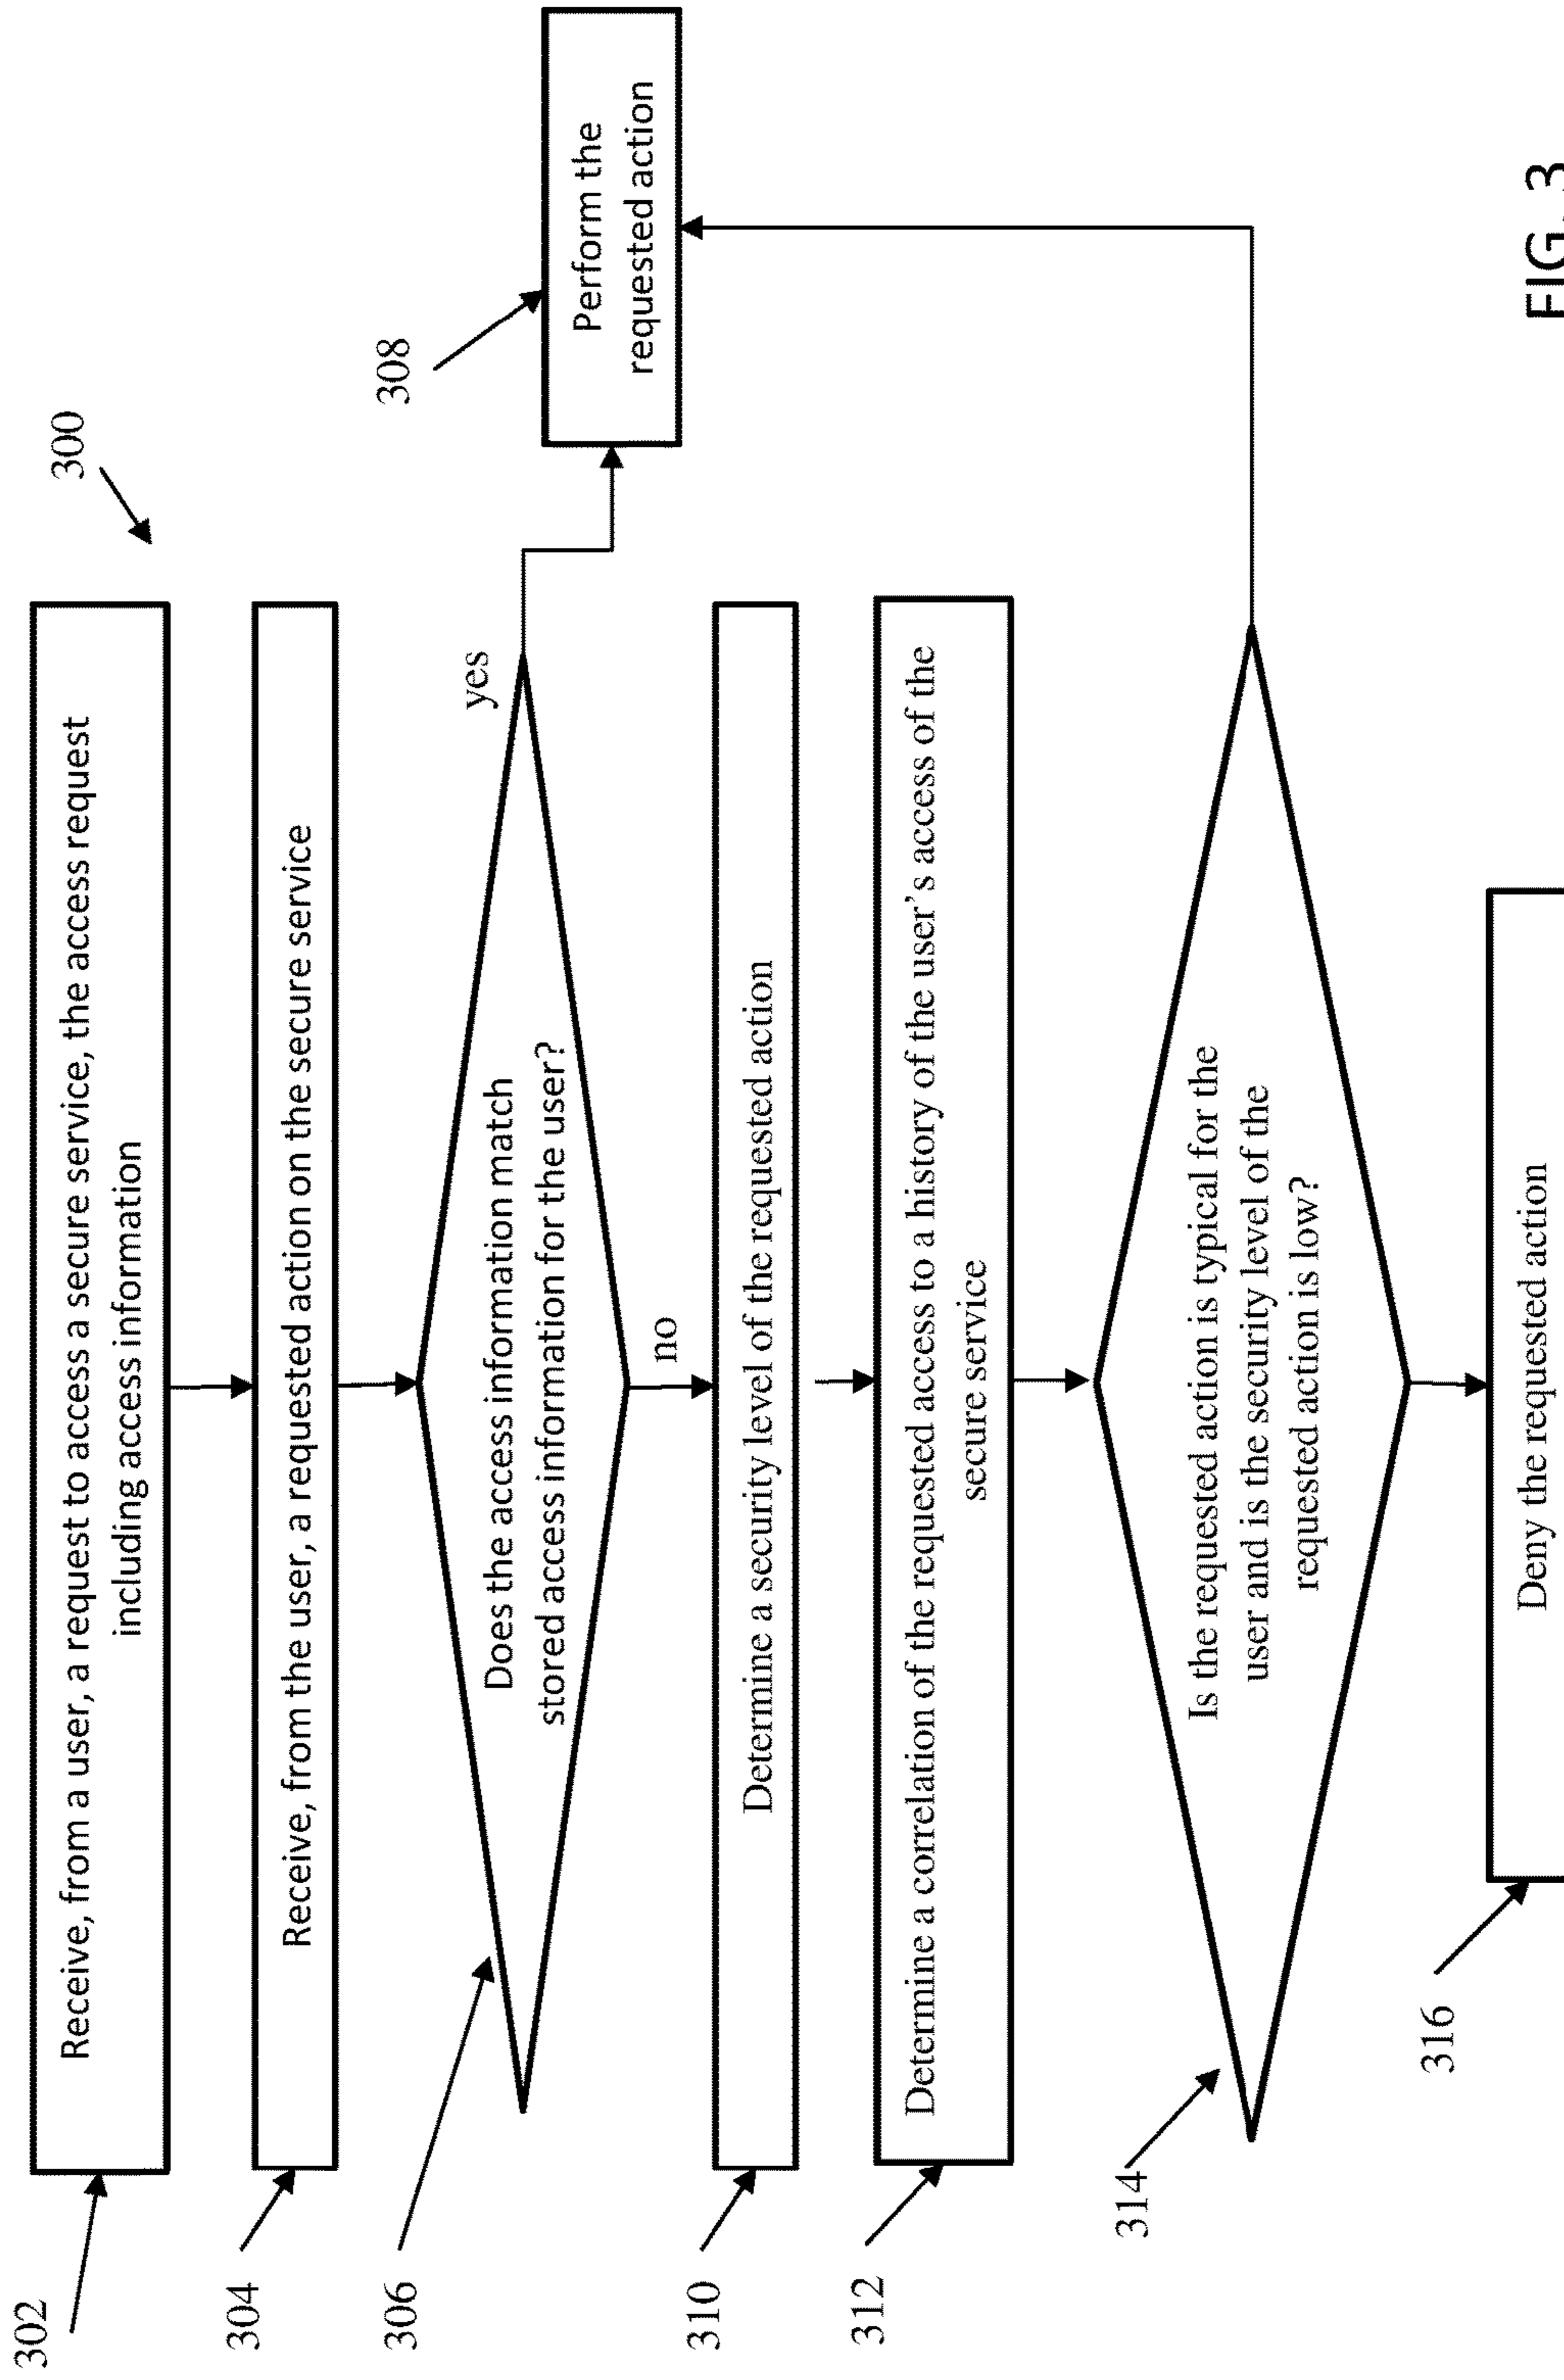 300
302
Receive, from a user, a request to access a secure service, the access request
including access information
304
Receive, from the user, a requested action on the secure service
306
Does the access information match
stored access information for the user?
yes
308
Perform the
requested action
no
310
Determine a security level of the requested action
312
Determine a correlation of the requested access to a history of the user’s access of the
secure service
314
Is the requested action is typical for the
user and is the security level of the
requested action is low?
316
Deny the requested action
FIG. 3